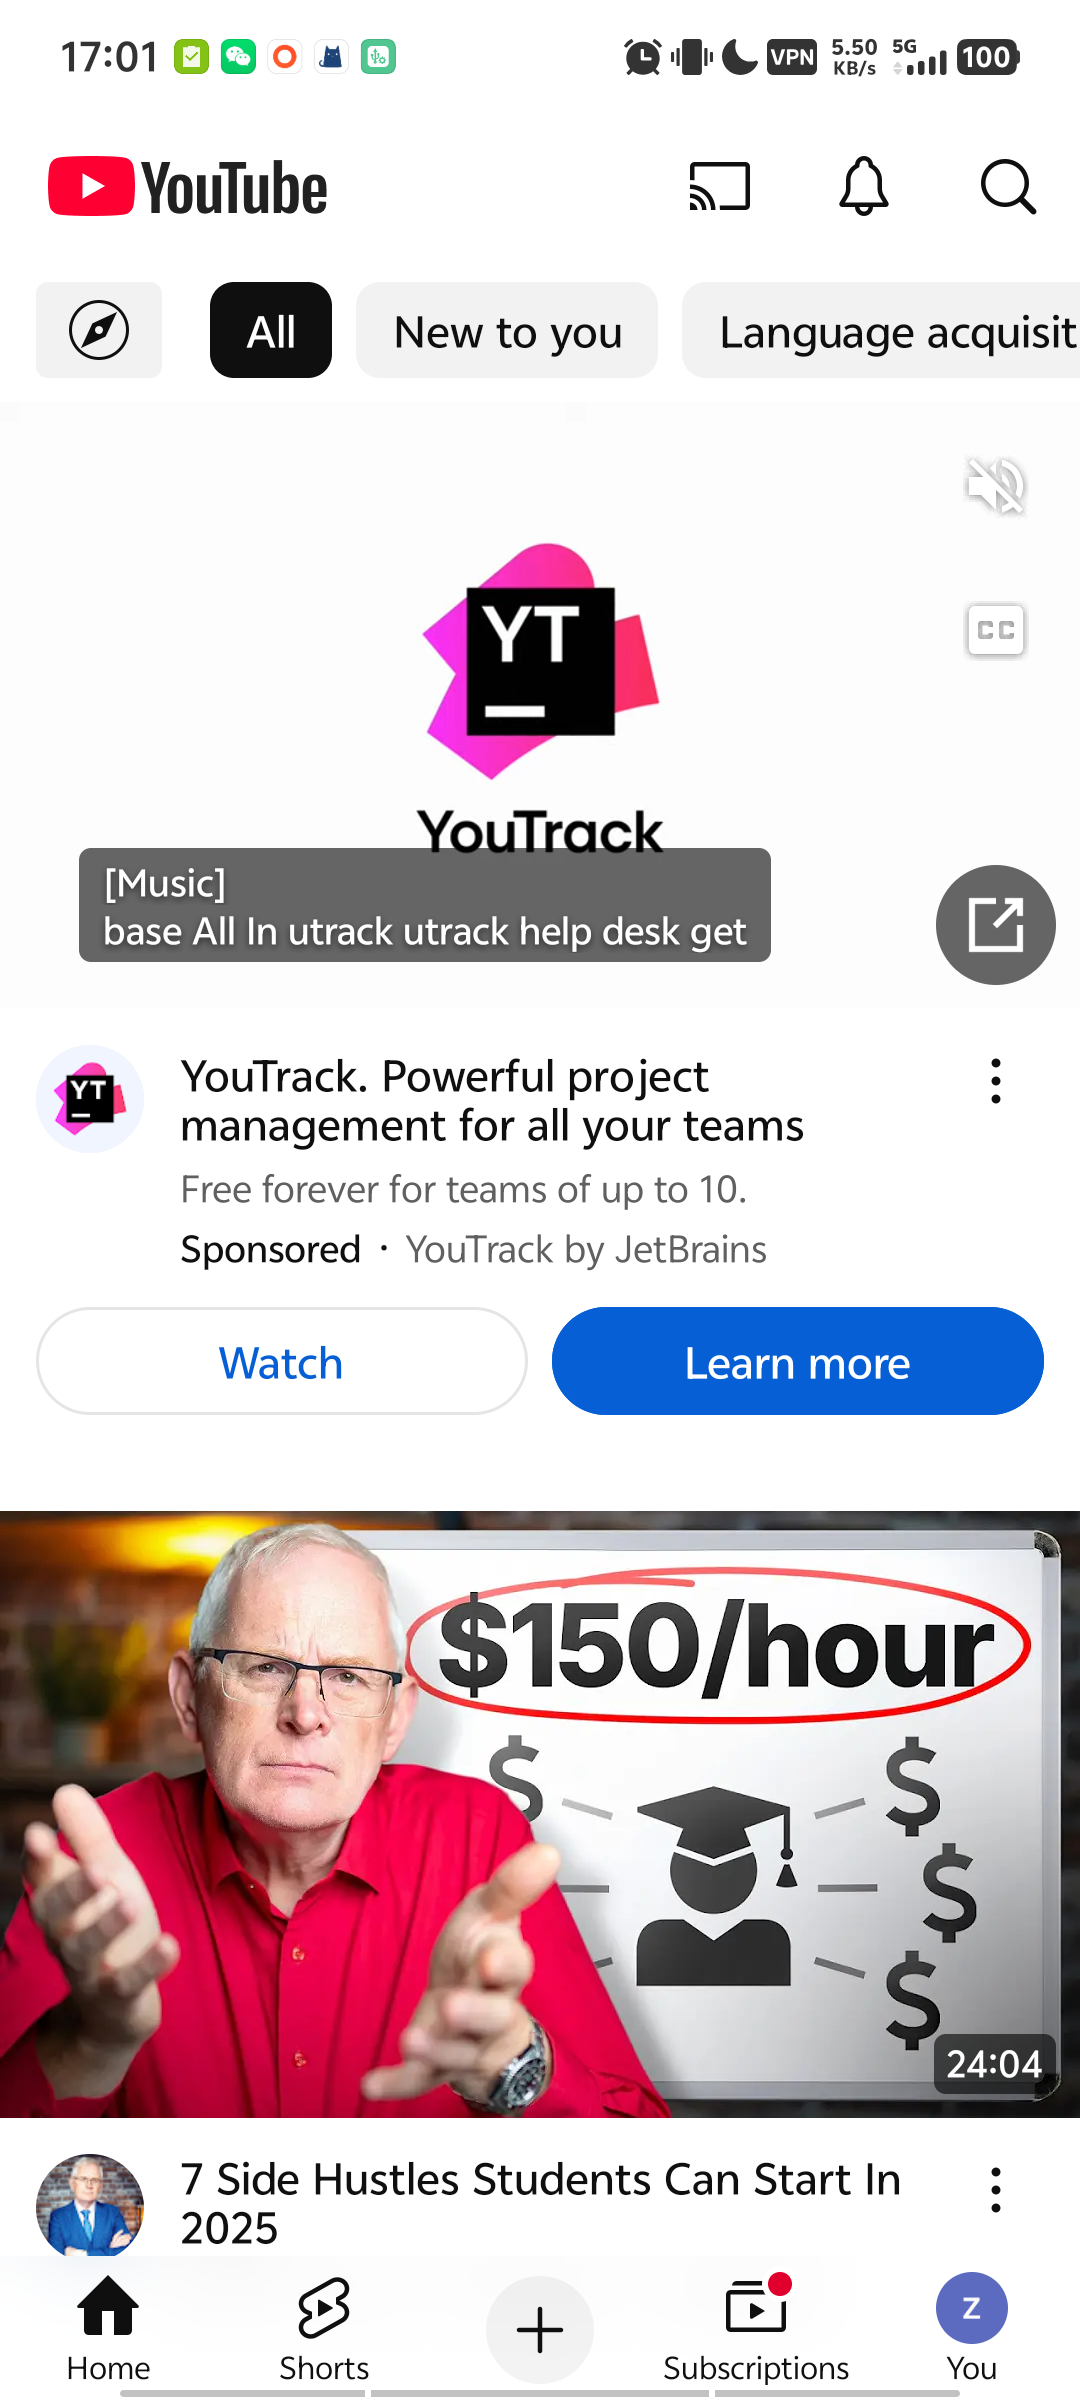 17:01
VPN
5.50
KB/s
5G
100
YouTube
All
New to you
Language acquisit
YT
CC
YouTrack
[Music]
base All In utrack utrack help desk get
YT
YouTrack. Powerful project
management for all your teams
Free forever for teams of up to 10.
Sponsored · YouTrack by JetBrains
Watch
Learn more
$150/hour
$
$
$
$
24:04
7 Side Hustles Students Can Start In
2025
Home
Shorts
Subscriptions
Z
You